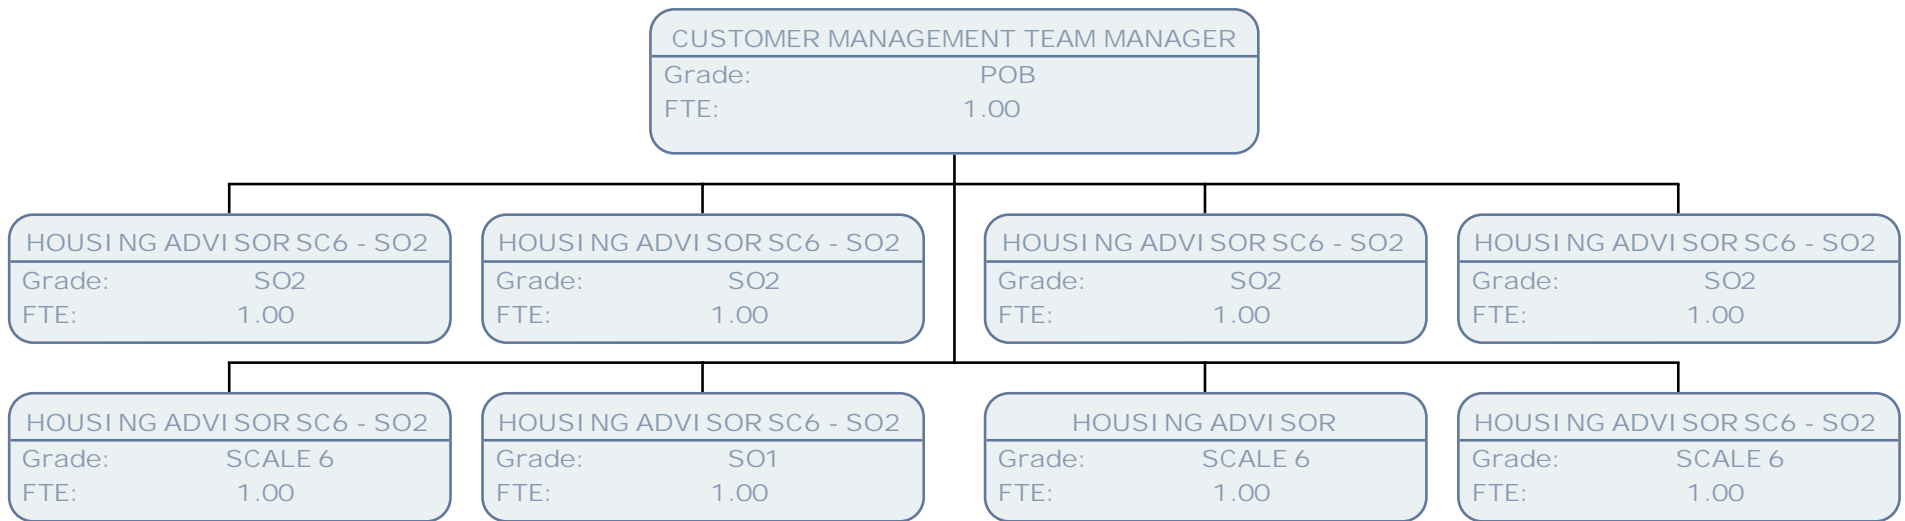 CUSTOMER MANAGEMENT TEAM MANAGER
Grade: POB
FTE: 1.00
HOUSING ADVISOR SC6 - SO2
Grade: SO2
FTE: 1.00
HOUSING ADVISOR SC6 - SO2
Grade: SO2
FTE: 1.00
HOUSING ADVISOR SC6 - SO2
Grade: SO2
FTE: 1.00
HOUSING ADVISOR SC6 - SO2
Grade: SO2
FTE: 1.00
HOUSING ADVISOR SC6 - SO2
Grade: SCALE 6
FTE: 1.00
HOUSING ADVISOR SC6 - SO2
Grade: SO1
FTE: 1.00
HOUSING ADVISOR
Grade: SCALE 6
FTE: 1.00
HOUSING ADVISOR SC6 - SO2
Grade: SCALE 6
FTE: 1.00